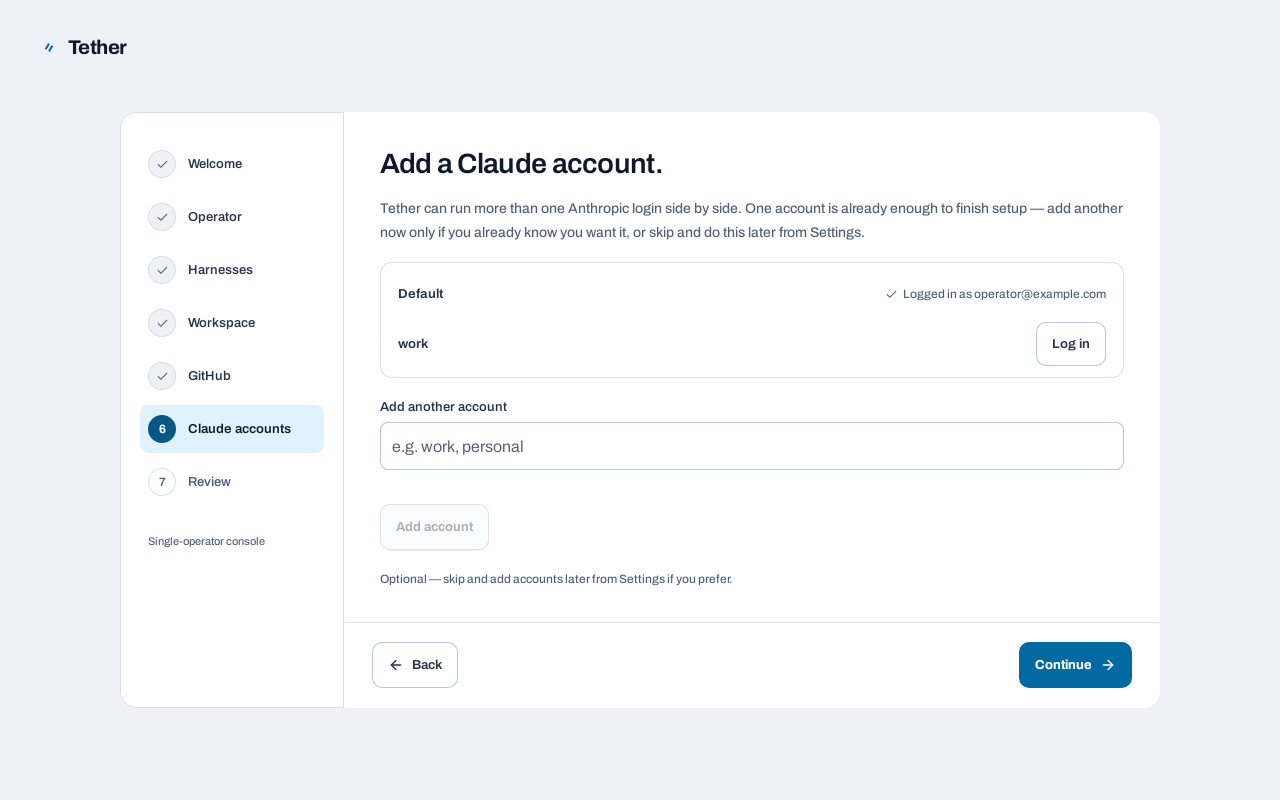 Tether
Welcome
Operator
Harnesses
Workspace
GitHub
6 Claude accounts
7 Review
Single-operator console
Add a Claude account.
Tether can run more than one Anthropic login side by side. One account is already enough to finish setup — add another
now only if you already know you want it, or skip and do this later from Settings.
Default Logged in as operator@example.com
work Log in
Add another account
e.g. work, personal
Add account
Optional — skip and add accounts later from Settings if you prefer.
Back Continue